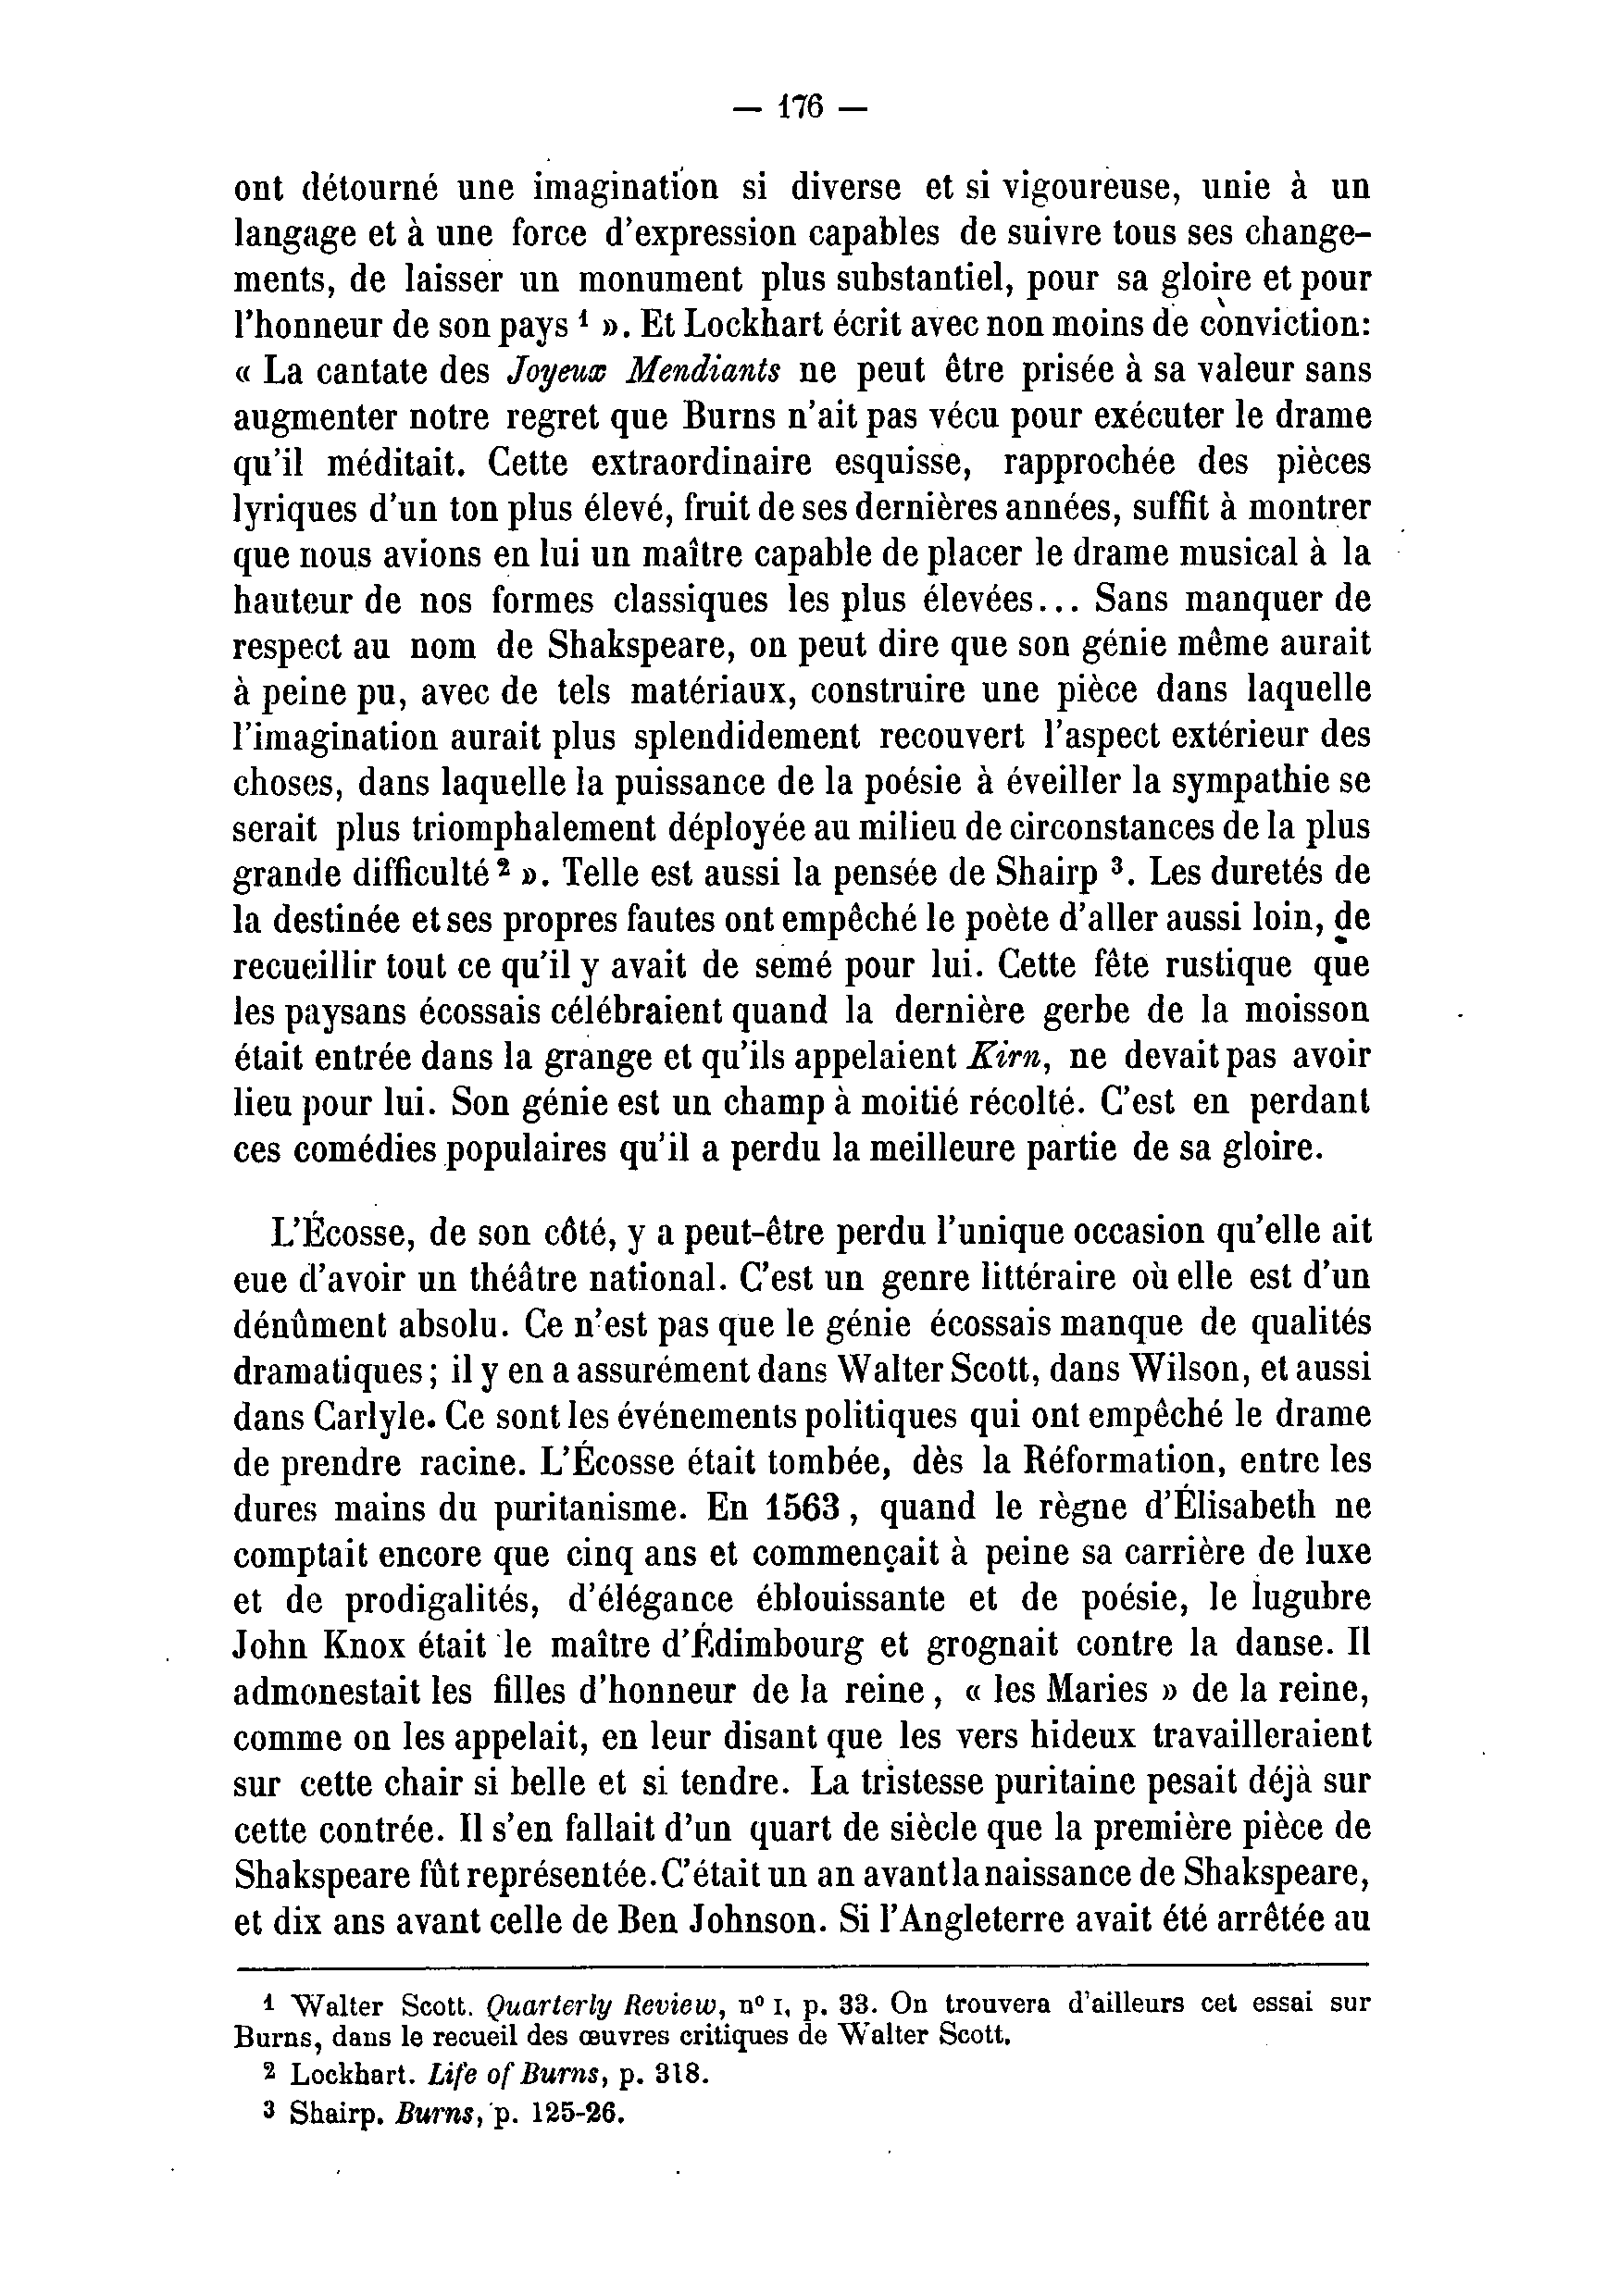 — 176 —
ont détourné une imagination si diverse et si vigoureuse, unie à un
langage et à une force d'expression capables de suivre tous ses change-
ments, de laisser un monument plus substantiel, pour sa gloire et pour
l'honneur de son pays 1 ». Et Lockhart écrit avec non moins de conviction:
« La cantate des Joyeux Mendiants ne peut être prisée à sa valeur sans
augmenter notre regret que Burns n'ait pas vécu pour exécuter le drame
qu'il méditait. Cette extraordinaire esquisse, rapprochée des pièces
lyriques d'un ton plus élevé, fruit de ses dernières années, suffit à montrer
que nous avions en lui un maître capable de placer le drame musical à la
hauteur de nos formes classiques les plus élevées... Sans manquer de
respect au nom de Shakspeare, on peut dire que son génie même aurait
à peine pu, avec de tels matériaux, construire une pièce dans laquelle
l'imagination aurait plus splendidement recouvert l'aspect extérieur des
choses, dans laquelle la puissance de la poésie à éveiller la sympathie se
serait plus triomphalement déployée au milieu de circonstances de la plus
grande difficulté 2 ». Telle est aussi la pensée de Shairp 3. Les duretés de
la destinée et ses propres fautes ont empêché le poète d'aller aussi loin, de
recueillir tout ce qu'il y avait de semé pour lui. Cette fête rustique que
les paysans écossais célébraient quand la dernière gerbe de la moisson
était entrée dans la grange et qu'ils appelaient Kirn, ne devait pas avoir
lieu pour lui. Son génie est un champ à moitié récolté. C'est en perdant
ces comédies populaires qu'il a perdu la meilleure partie de sa gloire.
L'Écosse, de son côté, y a peut-être perdu l'unique occasion qu'elle ait
eue d'avoir un théâtre national. C'est un genre littéraire où elle est d'un
dénûment absolu. Ce n'est pas que le génie écossais manque de qualités
dramatiques ; il y en a assurément dans Walter Scott, dans Wilson, et aussi
dans Carlyle. Ce sont les événements politiques qui ont empêché le drame
de prendre racine. L'Écosse était tombée, dès la Réformation, entre les
dures mains du puritanisme. En 1563, quand le règne d'Élisabeth ne
comptait encore que cinq ans et commençait à peine sa carrière de luxe
et de prodigalités, d'élégance éblouissante et de poésie, le lugubre
John Knox était le maître d'Édimbourg et grognait contre la danse. Il
admonestait les filles d'honneur de la reine, « les Maries » de la reine,
comme on les appelait, en leur disant que les vers hideux travailleraient
sur cette chair si belle et si tendre. La tristesse puritaine pesait déjà sur
cette contrée. Il s'en fallait d'un quart de siècle que la première pièce de
Shakspeare fût représentée. C'était un an avant la naissance de Shakspeare,
et dix ans avant celle de Ben Johnson. Si l'Angleterre avait été arrêtée au
1 Walter Scott. Quarterly Review, n° I, p. 33. On trouvera d'ailleurs cet essai sur
Burns, dans le recueil des œuvres critiques de Walter Scott.
2 Lockhart. Life of Burns, p. 318.
3 Shairp. Burns, p. 125-26.